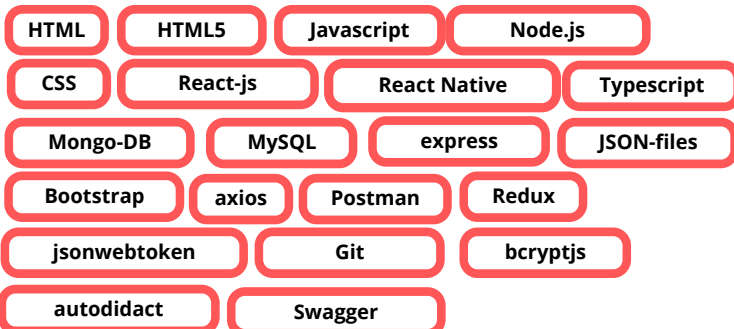 HTML HTML5 Javascript Node.js
CSS React-js React Native Typescript
Mongo-DB MySQL express JSON-files
Bootstrap axios Postman Redux
jsonwebtoken Git bcryptjs
autodidact Swagger